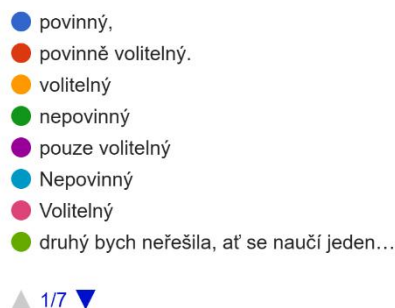 povinný,
povinně volitelný.
volitelný
nepovinný
pouze volitelný
Nepovinný
Volitelný
druhý bych neřešila, ať se naučí jeden…
1/7